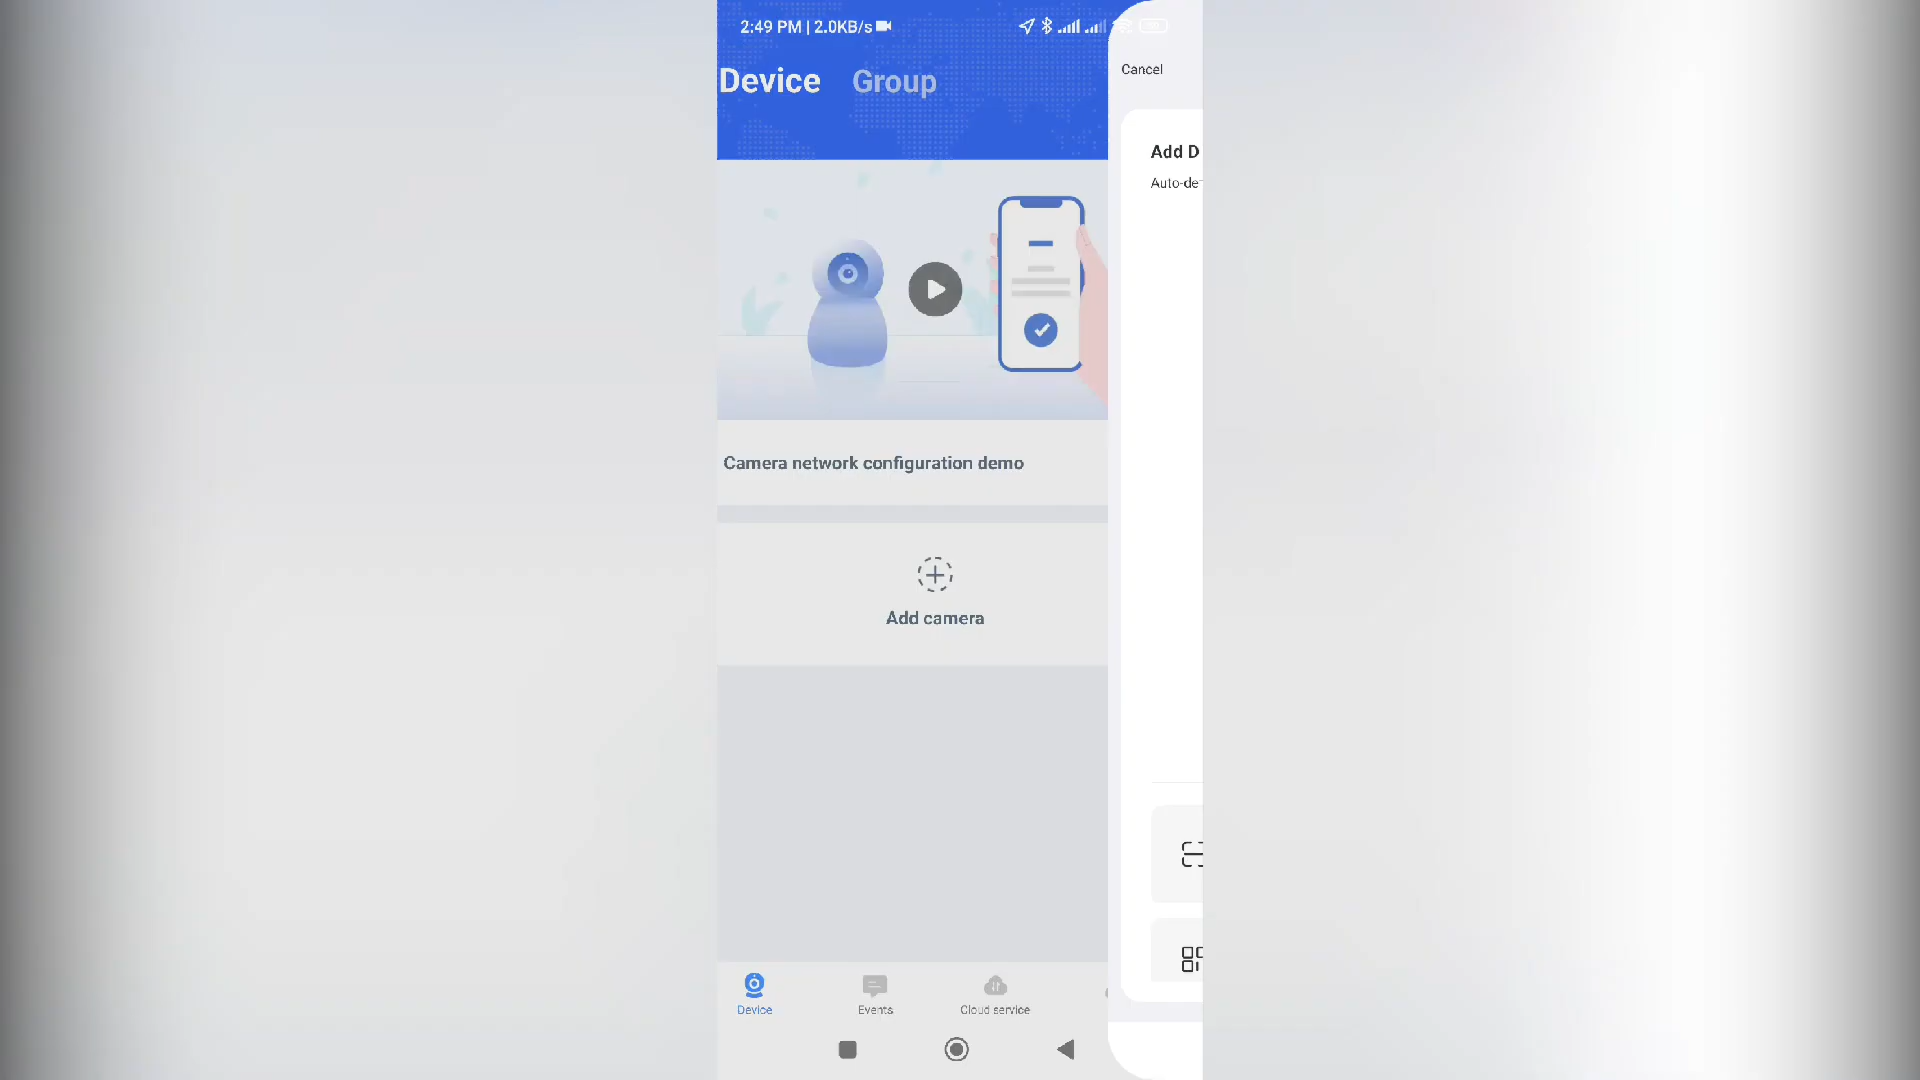 2:49 PM | 2.0KB/s
Cancel
Device Group
Add D
Auto-de
Camera network configuration demo
Add camera
Device Events Cloud service